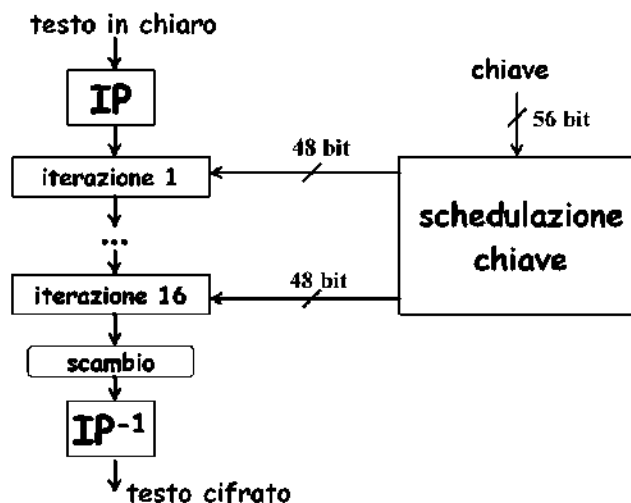 testo in chiaro
IP
chiave
56 bit
48 bit
iterazione 1
schedulazione
chiave
...
48 bit
iterazione 16
scambio
IP-1
testo cifrato